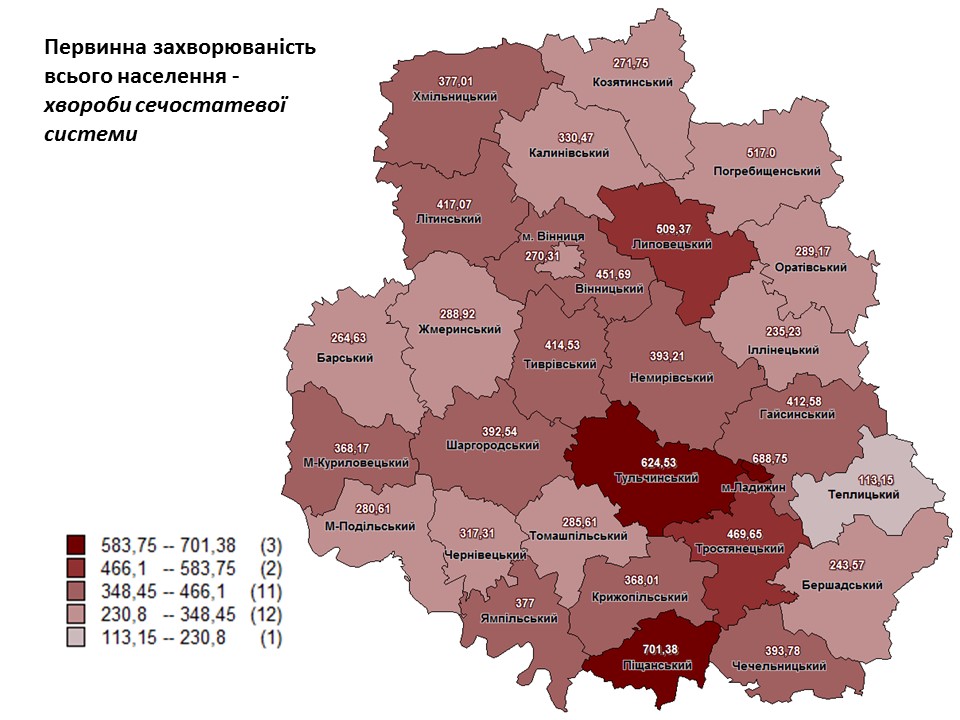 Первинна захворюваність
всього населення -
хвороби сечостатевої
системи
377,01
Хмільницький
271,75
Козятинський
330,47
Калинівський
517.0
Погребищенський
417,07
Літинський
м. Вінниця
270,31
451,69
Вінницький
509,37
Липовецький
289,17
Оратівський
264,63
Барський
288,92
Жмеринський
414,53
Тиврівський
393,21
Немирівський
235,23
Іллінецький
412,58
Гайсинський
368,17
М-Куриловецький
392,54
Шаргородський
624,53
Тульчинський
688,75
м.Ладижин
113,15
Теплицький
280,61
М-Подільський
317,31
Чернівецький
285,61
Томашпільський
469,65
Тростянецький
243,57
Бершадський
377
Ямпільський
368,01
Крижопільський
701,38
Піщанський
393,78
Чечельницький
583,75 -- 701,38 (3)
466,1 -- 583,75 (2)
348,45 -- 466,1 (11)
230,8 -- 348,45 (12)
113,15 -- 230,8 (1)